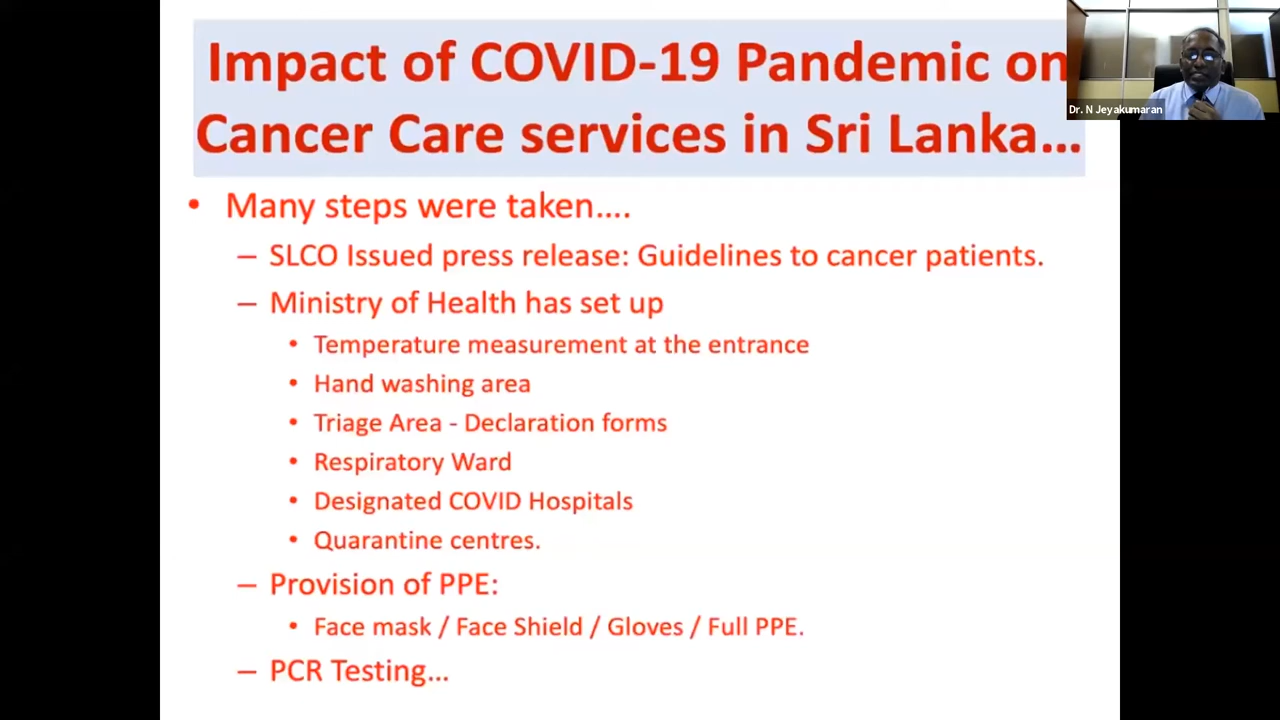 Impact of COVID-19 Pandemic on
Cancer Care services in Sri Lanka...
Dr. N Jeyakumaran
• Many steps were taken....
– SLCO Issued press release: Guidelines to cancer patients.
– Ministry of Health has set up
• Temperature measurement at the entrance
• Hand washing area
• Triage Area - Declaration forms
• Respiratory Ward
• Designated COVID Hospitals
• Quarantine centres.
– Provision of PPE:
• Face mask / Face Shield / Gloves / Full PPE.
– PCR Testing...